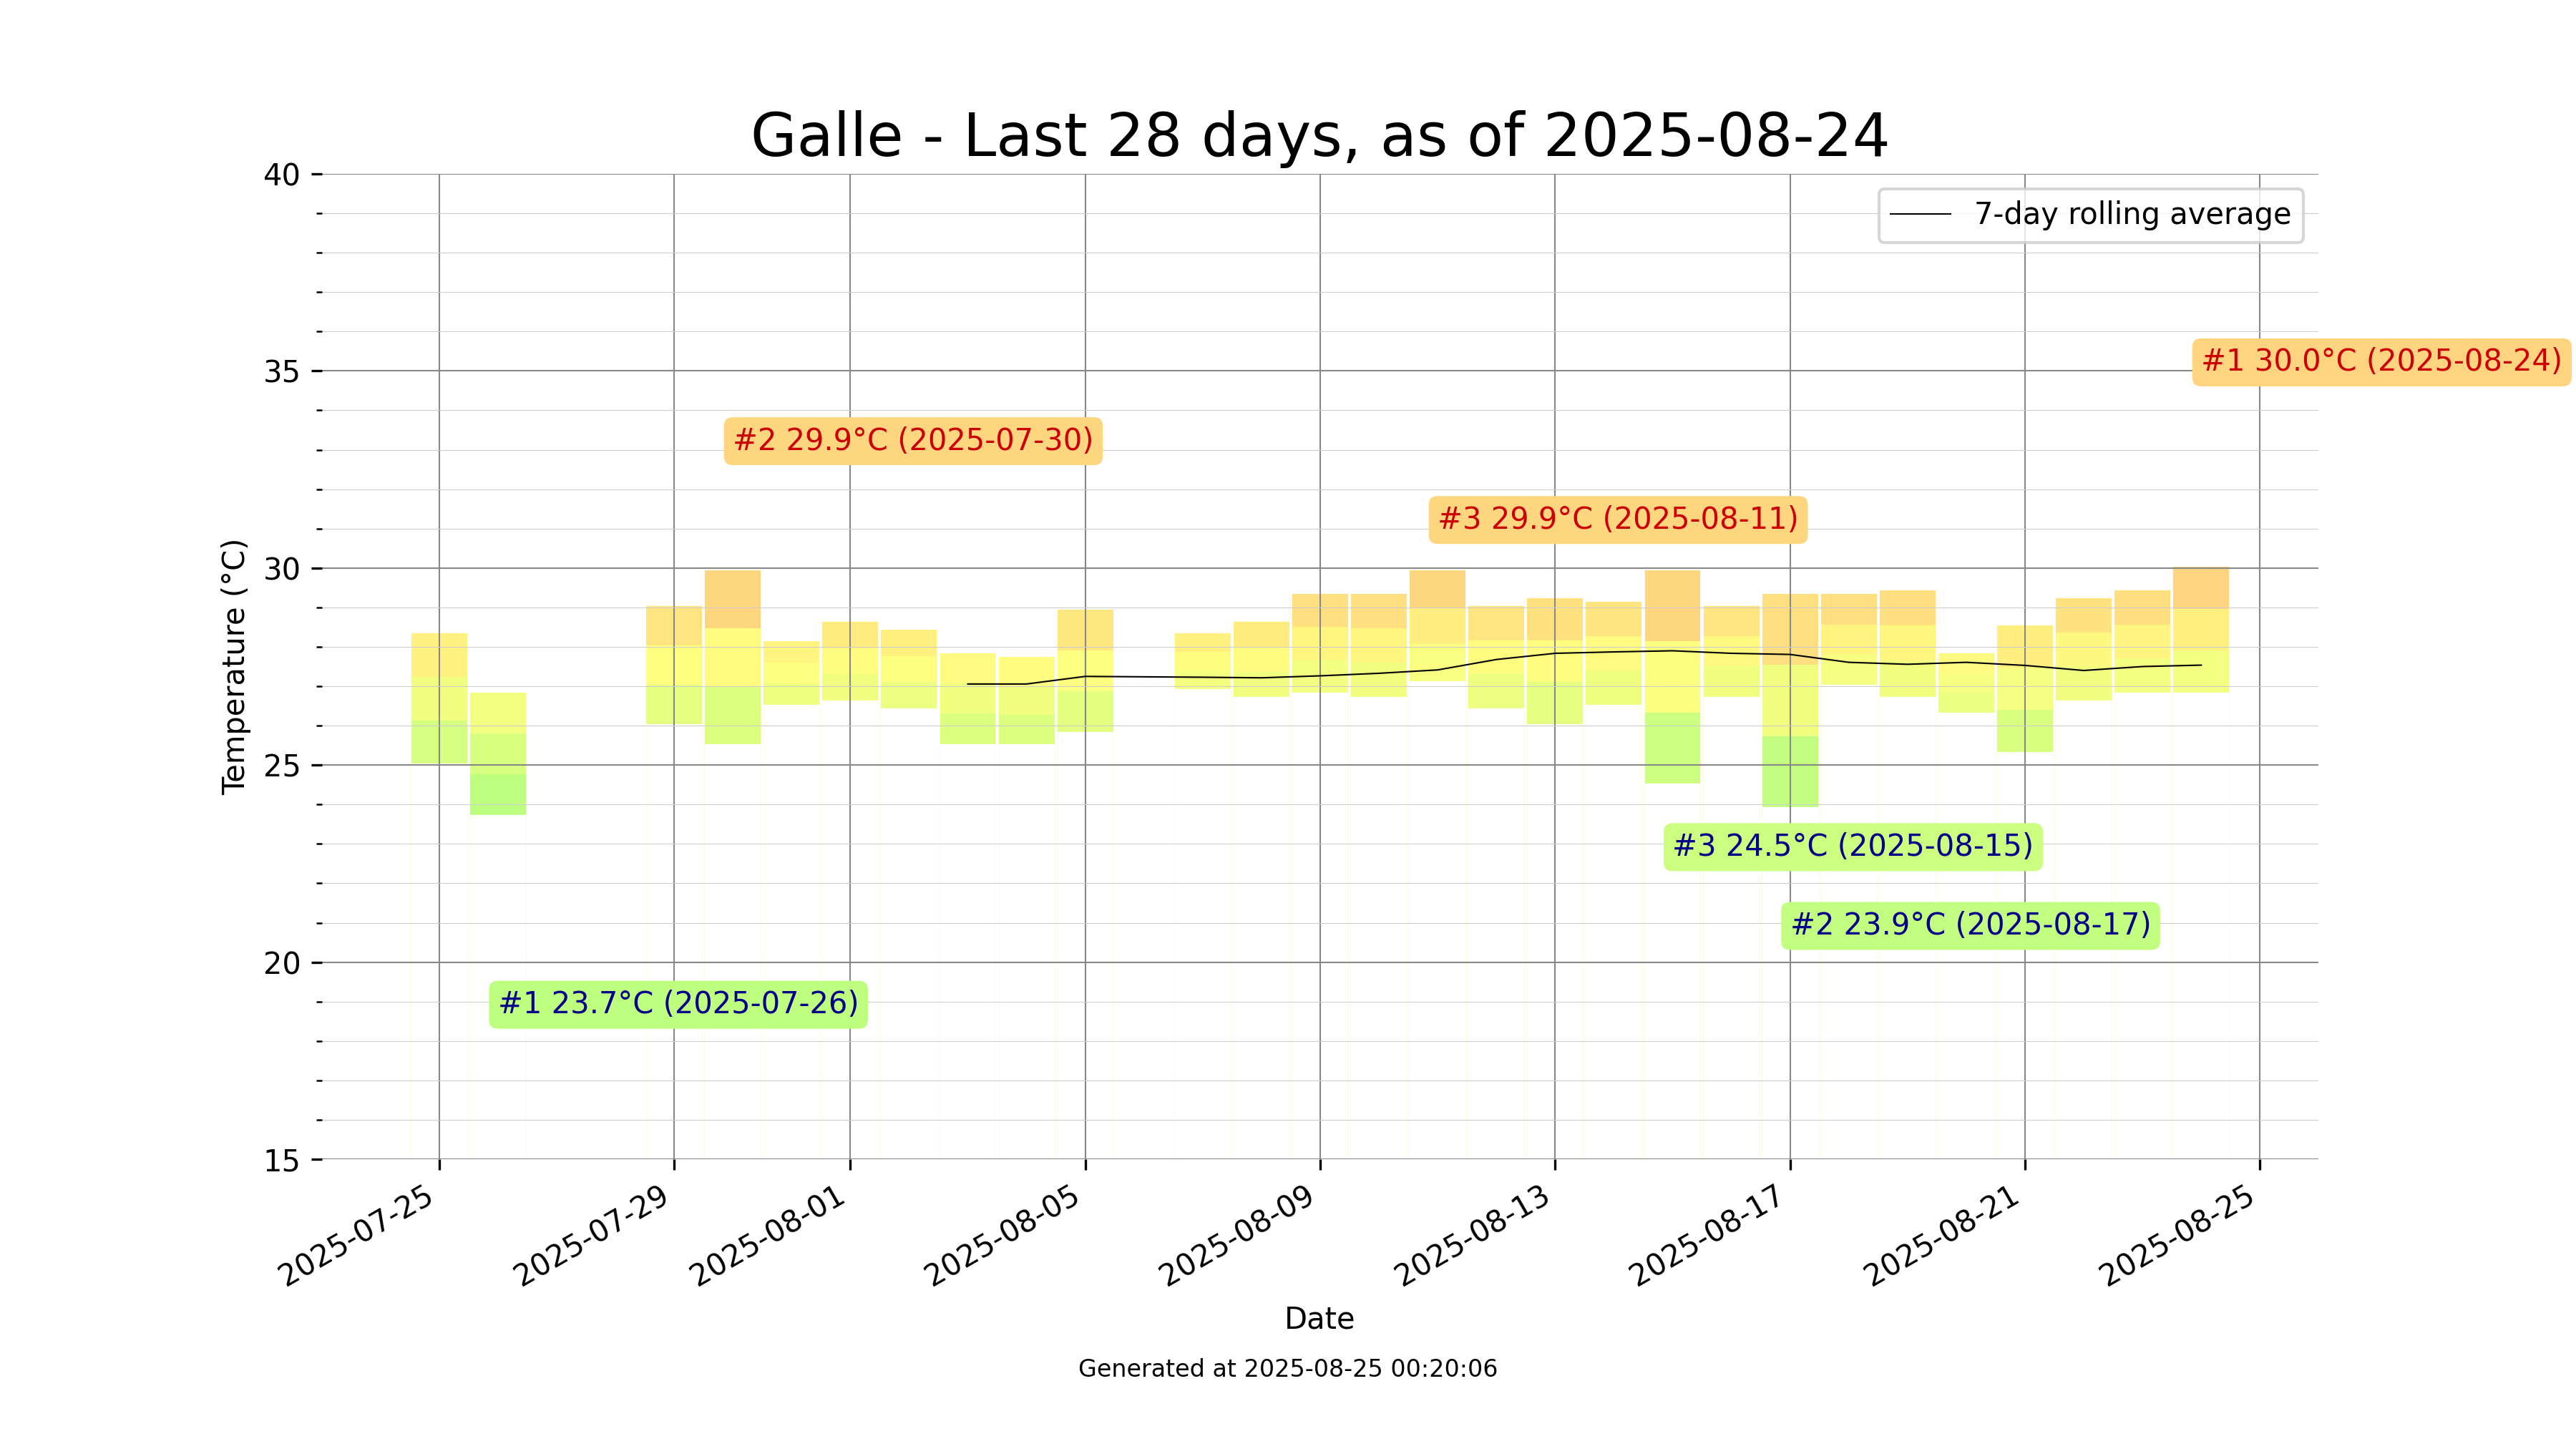 Galle - Last 28 days, as of 2025-08-24
40
7-day rolling average
35
#1 30.0°C (2025-08-24)
#2 29.9°C (2025-07-30)
#3 29.9°C (2025-08-11)
30
Temperature (°C)
25
#3 24.5°C (2025-08-15)
#2 23.9°C (2025-08-17)
20
#1 23.7°C (2025-07-26)
15
2025-07-25
2025-07-29
2025-08-01
2025-08-05
2025-08-09
2025-08-13
2025-08-17
2025-08-21
2025-08-25
Date
Generated at 2025-08-25 00:20:06